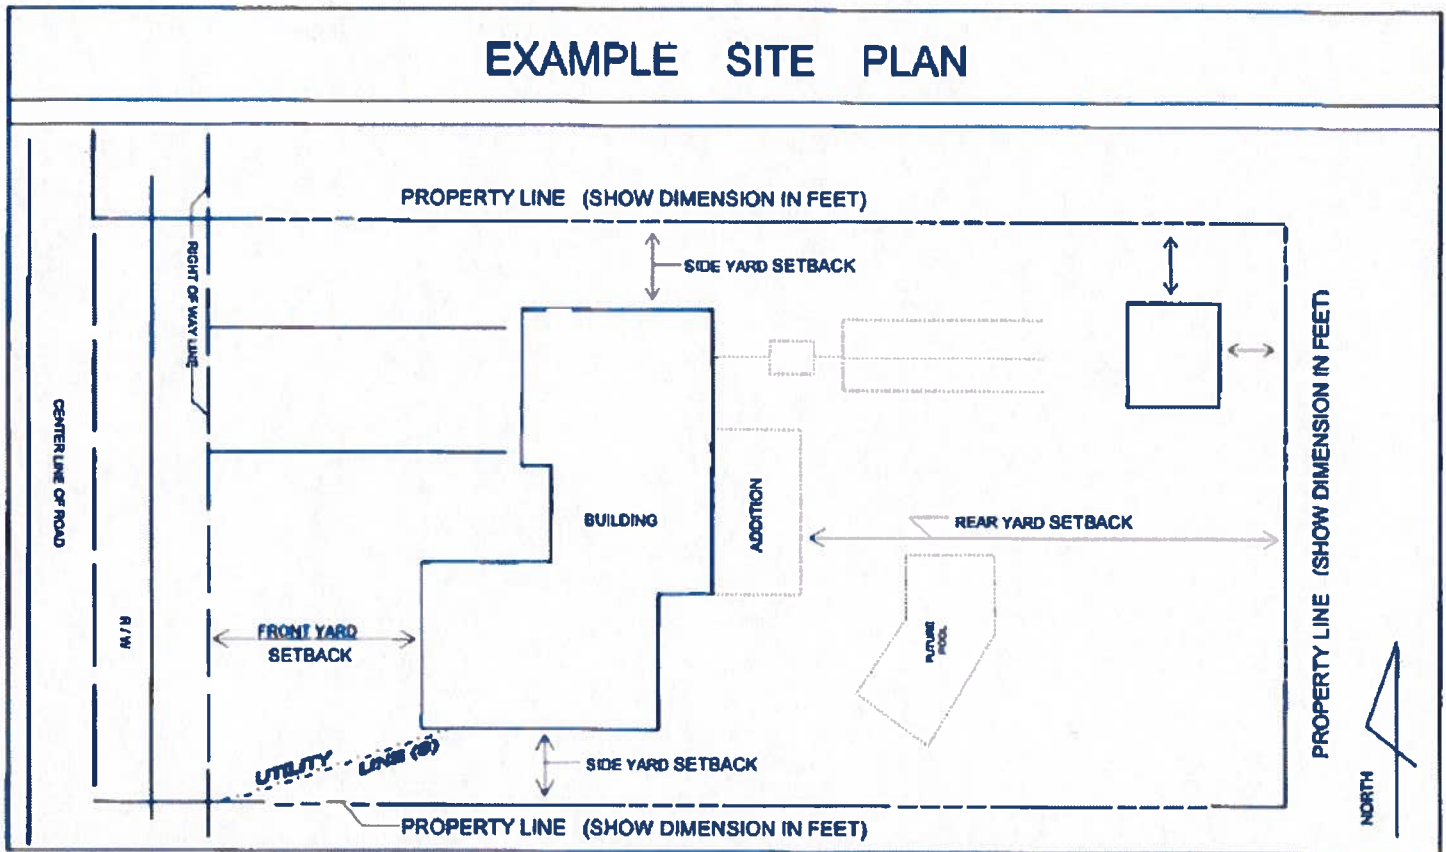 EXAMPLE SITE PLAN
PROPERTY LINE (SHOW DIMENSION IN FEET)
SIDE YARD SETBACK
RIGHT OF WAY LINE
CENTER LINE OF ROAD
R/W
BUILDING
ADDITION
REAR YARD SETBACK
PROPERTY LINE (SHOW DIMENSION IN FEET)
FRONT YARD
SETBACK
FUTURE
POOL
UTILITY LINE (S)
SIDE YARD SETBACK
PROPERTY LINE (SHOW DIMENSION IN FEET)
NORTH